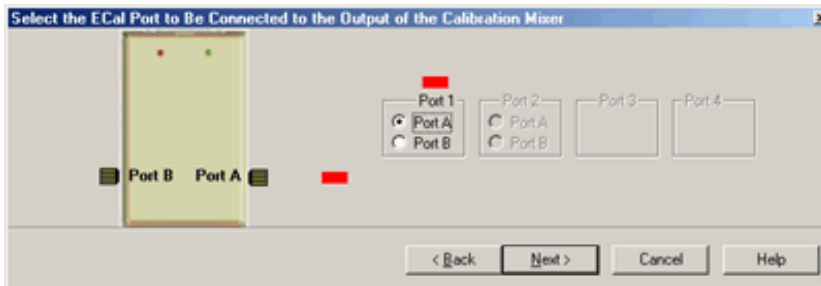 Select the ECal Port to Be Connected to the Output of the Calibration Mixer
Port 1 Port 2 Port 3 Port 4
Port A Port A
Port B Port B
Port B Port A
< Back Next > Cancel Help